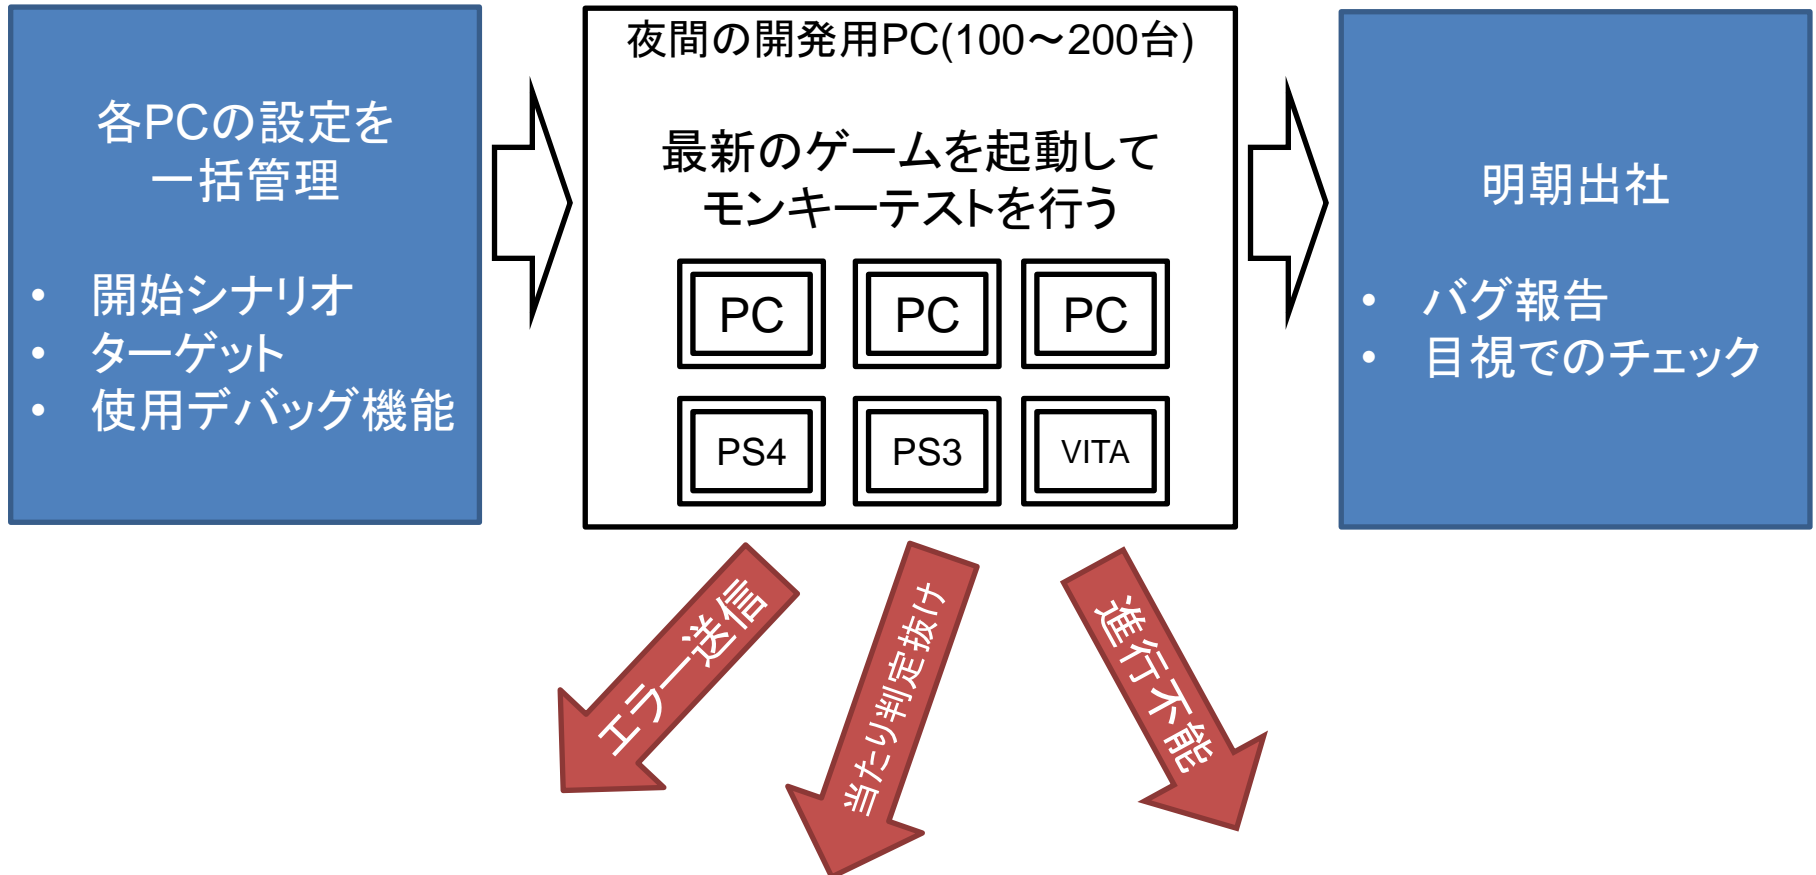 各PCの設定を
一括管理
• 開始シナリオ
• ターゲット
• 使用デバッグ機能
夜間の開発用PC(100～200台)
最新のゲームを起動して
モンキーテストを行う
PC
PC
PC
PS4
PS3
VITA
明朝出社
• バグ報告
• 目視でのチェック
エラー送信
当たり判定抜け
進行不能